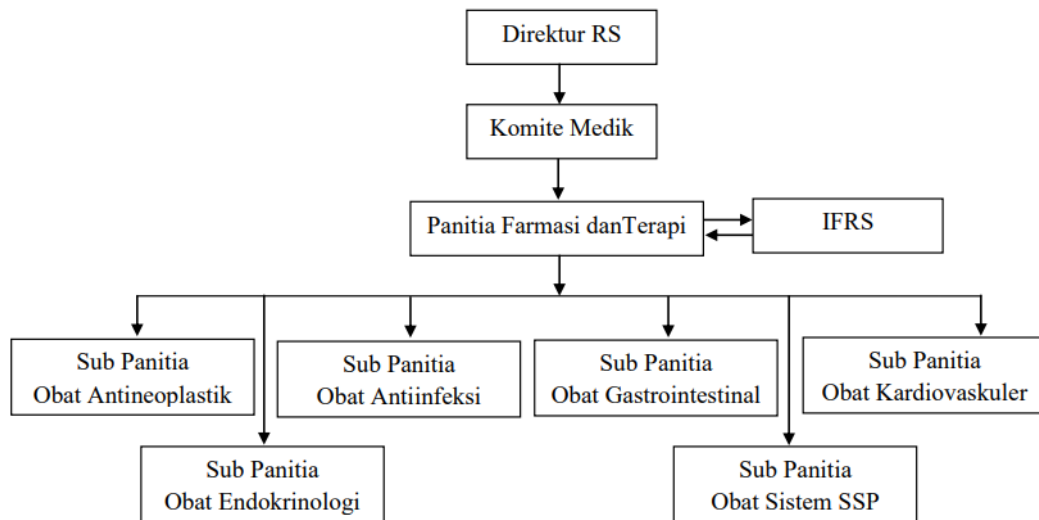 Direktur RS
Komite Medik
Panitia Farmasi danTerapi
IFRS
Sub Panitia
Obat Antineoplastik
Sub Panitia
Obat Antiinfeksi
Sub Panitia
Obat Gastrointestinal
Sub Panitia
Obat Kardiovaskuler
Sub Panitia
Obat Endokrinologi
Sub Panitia
Obat Sistem SSP